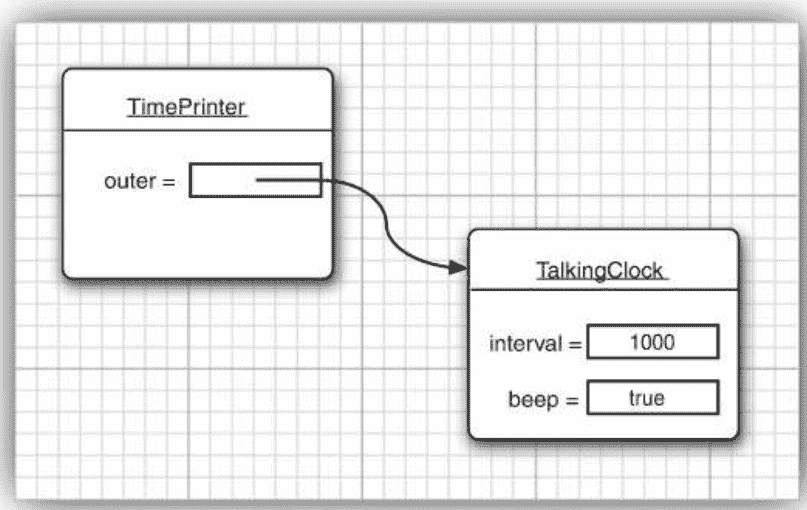 TimePrinter
outer =
TalkingClock
interval = 1000
beep = true